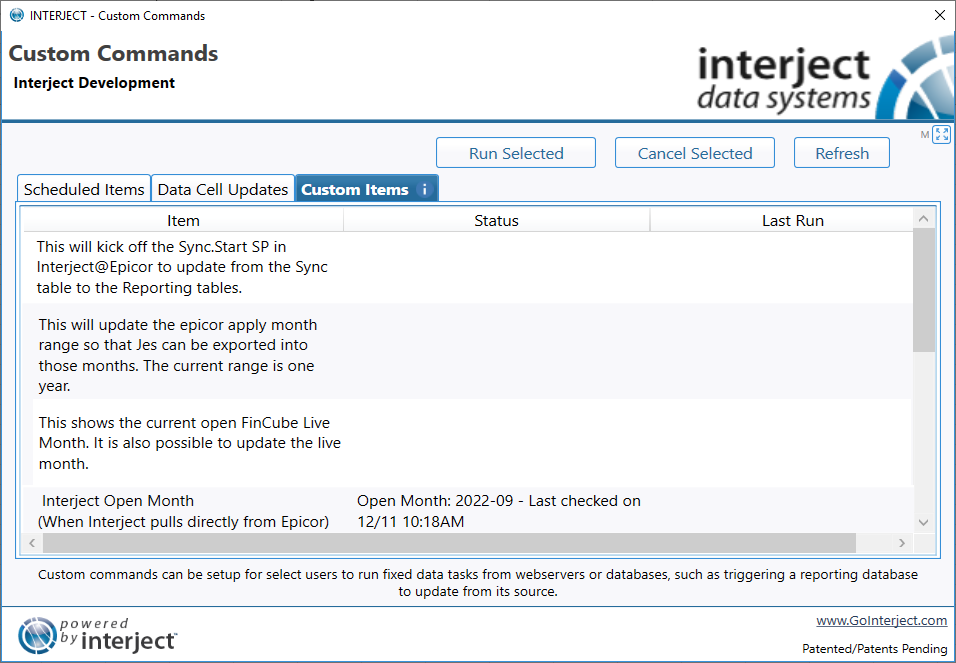 INTERJECT - Custom Commands
Custom Commands
Interject Development
interject
data systems
M
Run Selected
Cancel Selected
Refresh
Scheduled Items
Data Cell Updates
Custom Items i
Item
Status
Last Run
This will kick off the Sync.Start SP in
Interject@Epicor to update from the Sync
table to the Reporting tables.
This will update the epicor apply month
range so that Jes can be exported into
those months. The current range is one
year.
This shows the current open FinCube Live
Month. It is also possible to update the live
month.
Interject Open Month
(When Interject pulls directly from Epicor)
Open Month: 2022-09 - Last checked on
12/11 10:18AM
Custom commands can be setup for select users to run fixed data tasks from webservers or databases, such as triggering a reporting database
to update from its source.
powered
by interject™
www.GoInterject.com
Patented/Patents Pending